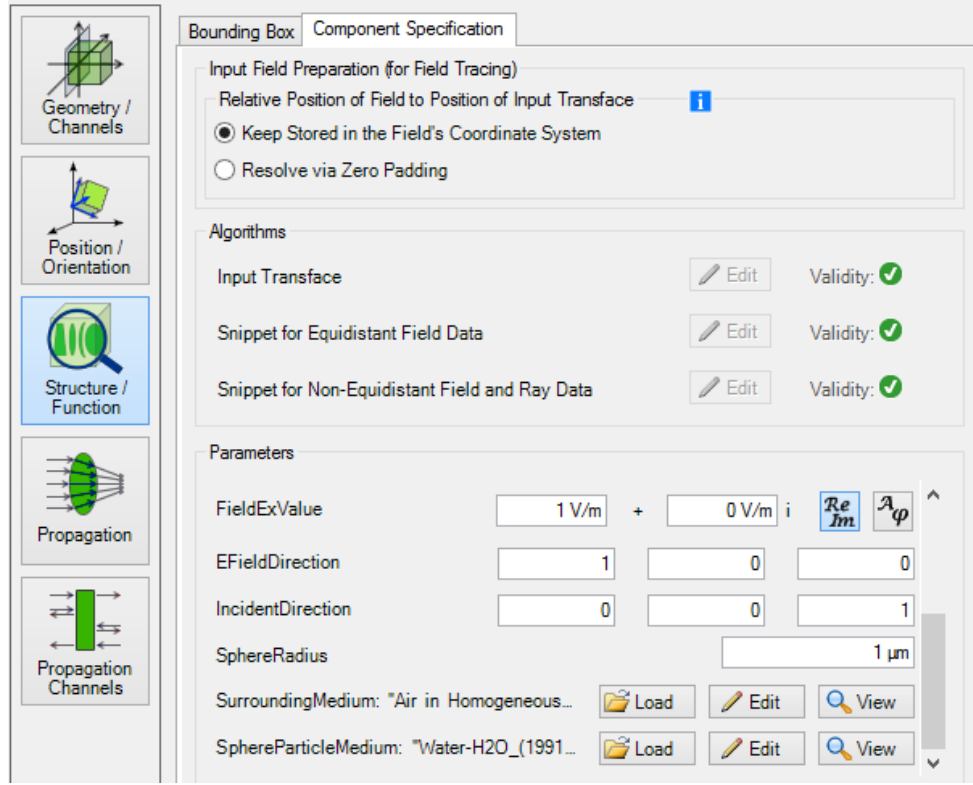 Geometry /
Channels
Position /
Orientation
Structure /
Function
Propagation
Propagation
Channels
Bounding Box Component Specification
Input Field Preparation (for Field Tracing)
Relative Position of Field to Position of Input Transface i
Keep Stored in the Field's Coordinate System
Resolve via Zero Padding
Algorithms
Input Transface Edit Validity:
Snippet for Equidistant Field Data Edit Validity:
Snippet for Non-Equidistant Field and Ray Data Edit Validity:
Parameters
FieldExValue 1 V/m + 0 V/m i Re Im Aφ
EFieldDirection 1 0 0
IncidentDirection 0 0 1
SphereRadius 1 µm
SurroundingMedium: "Air in Homogeneous... Load Edit View
SphereParticleMedium: "Water-H2O_(1991... Load Edit View